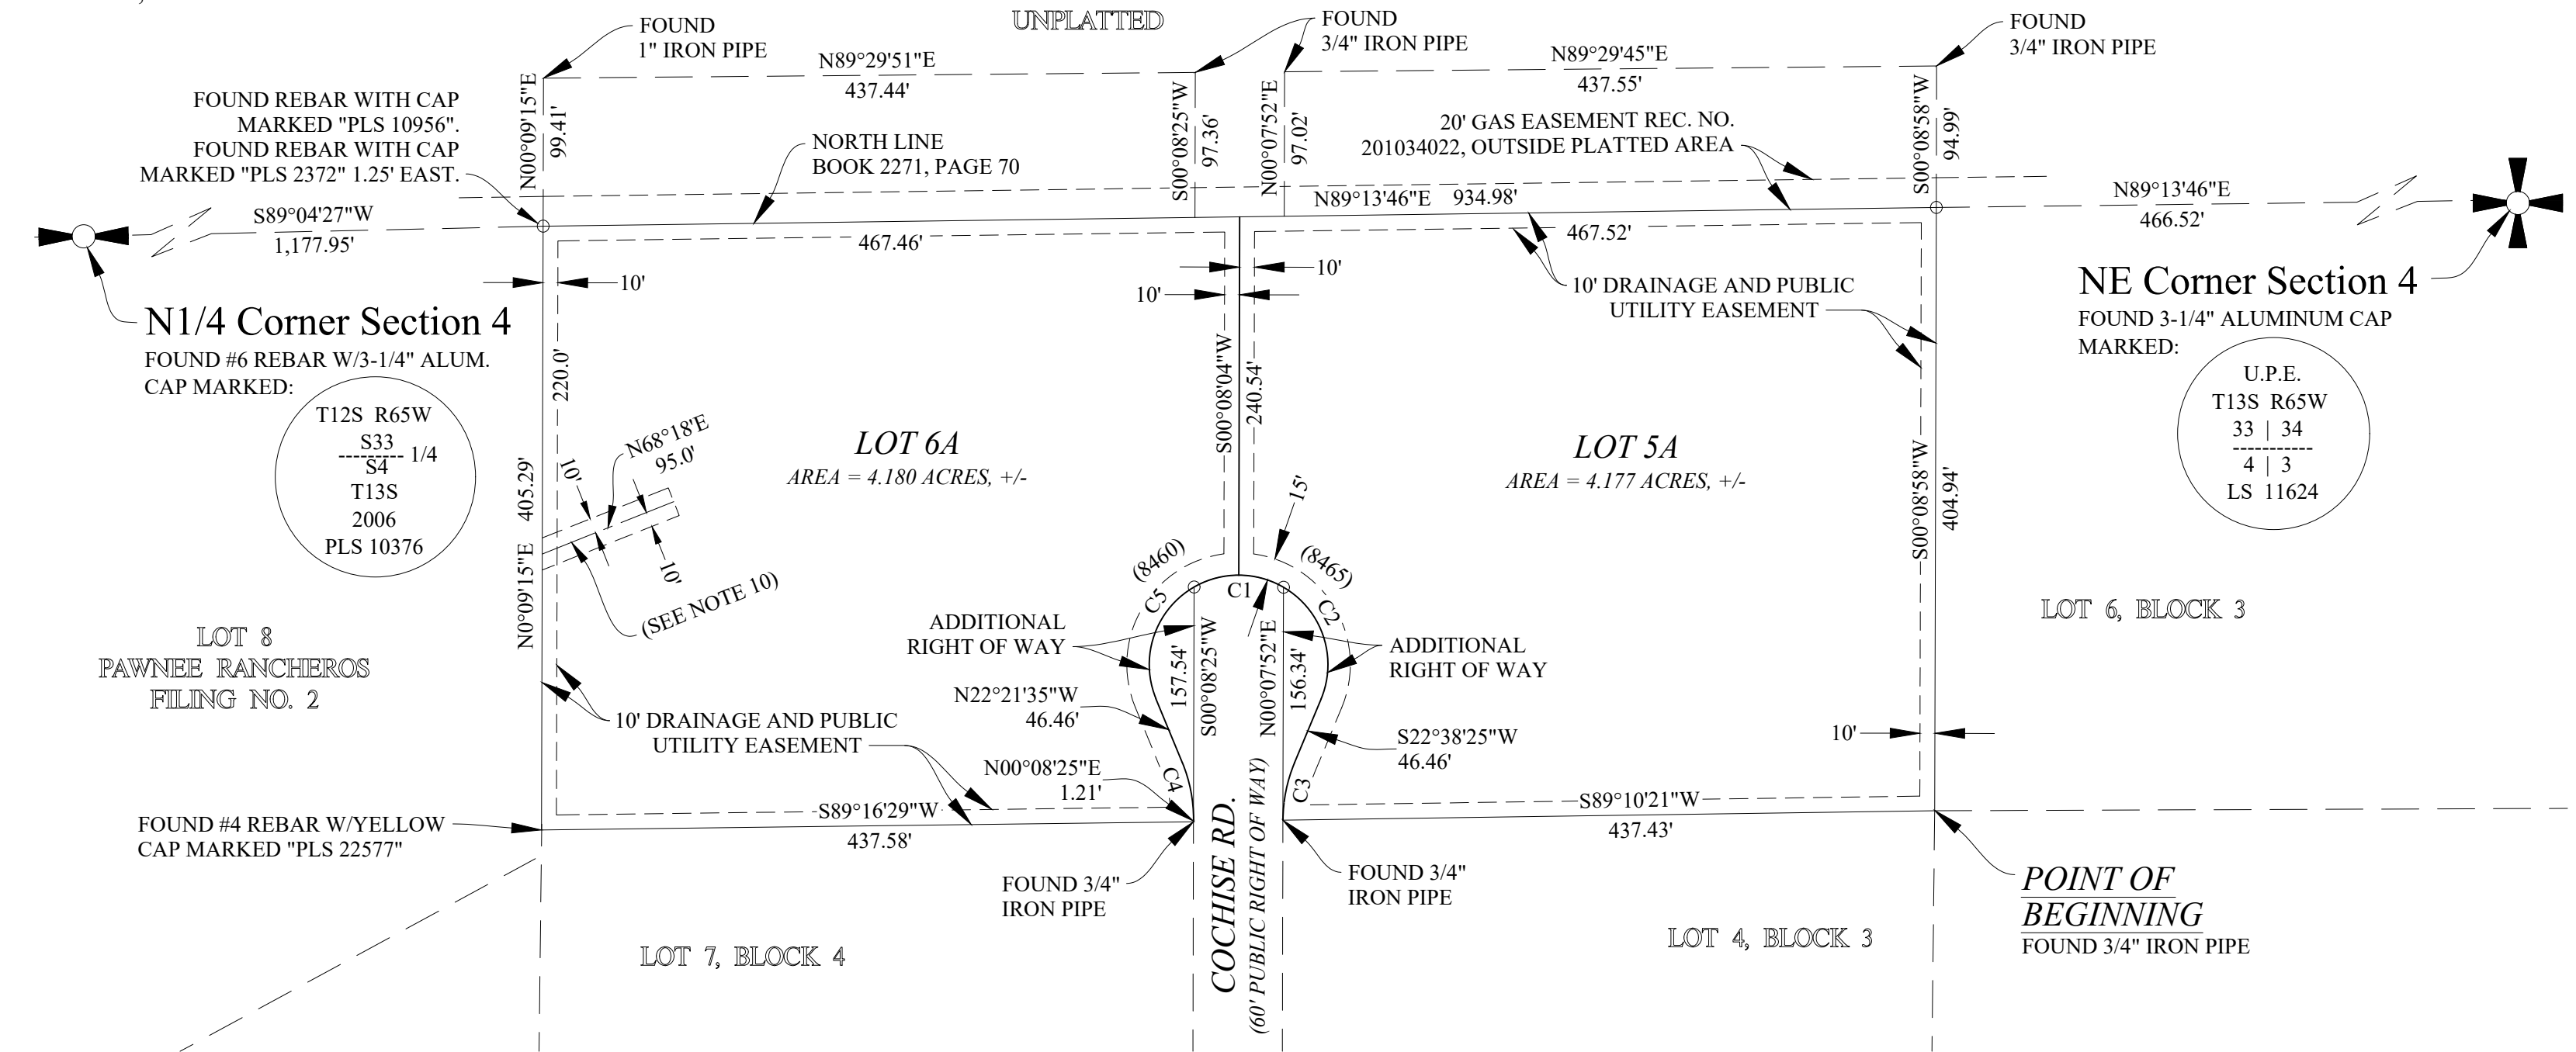 UNPLATTED
FOUND
1" IRON PIPE
FOUND
3/4" IRON PIPE
FOUND
3/4" IRON PIPE
N89°29'51"E
437.44'
N89°29'45"E
437.55'
N00°09'15"E
99.41'
S00°08'25"W
97.36'
N00°07'52"E
97.02'
S00°08'58"W
94.99'
FOUND REBAR WITH CAP
MARKED "PLS 10956".
FOUND REBAR WITH CAP
MARKED "PLS 2372" 1.25' EAST.
NORTH LINE
BOOK 2271, PAGE 70
20' GAS EASEMENT REC. NO.
201034022, OUTSIDE PLATTED AREA
S89°04'27"W
1,177.95'
N89°13'46"E 934.98'
N89°13'46"E
466.52'
467.46'
467.52'
10'
10'
10'
10' DRAINAGE AND PUBLIC
UTILITY EASEMENT
N1/4 Corner Section 4
FOUND #6 REBAR W/3-1/4" ALUM.
CAP MARKED:
T12S R65W
S33
--------- 1/4
S4
T13S
2006
PLS 10376
NE Corner Section 4
FOUND 3-1/4" ALUMINUM CAP
MARKED:
U.P.E.
T13S R65W
33 | 34
-----------
4 | 3
LS 11624
220.0'
N0°09'15"E 405.29'
N68°18'E
95.0'
10'
10'
(SEE NOTE 10)
LOT 6A
AREA = 4.180 ACRES, +/-
S00°08'04"W
240.54'
LOT 5A
AREA = 4.177 ACRES, +/-
S00°08'58"W
404.94'
15'
(8460)
(8465)
C5
C1
C2
ADDITIONAL
RIGHT OF WAY
ADDITIONAL
RIGHT OF WAY
157.54'
S00°08'25"W
N00°07'52"E
156.34'
LOT 8
PAWNEE RANCHEROS
FILING NO. 2
LOT 6, BLOCK 3
N22°21'35"W
46.46'
S22°38'25"W
46.46'
10' DRAINAGE AND PUBLIC
UTILITY EASEMENT
N00°08'25"E
1.21'
C4
C3
10'
S89°16'29"W
437.58'
S89°10'21"W
437.43'
FOUND #4 REBAR W/YELLOW
CAP MARKED "PLS 22577"
FOUND 3/4"
IRON PIPE
COCHISE RD.
(60' PUBLIC RIGHT OF WAY)
FOUND 3/4"
IRON PIPE
POINT OF
BEGINNING
FOUND 3/4" IRON PIPE
LOT 7, BLOCK 4
LOT 4, BLOCK 3